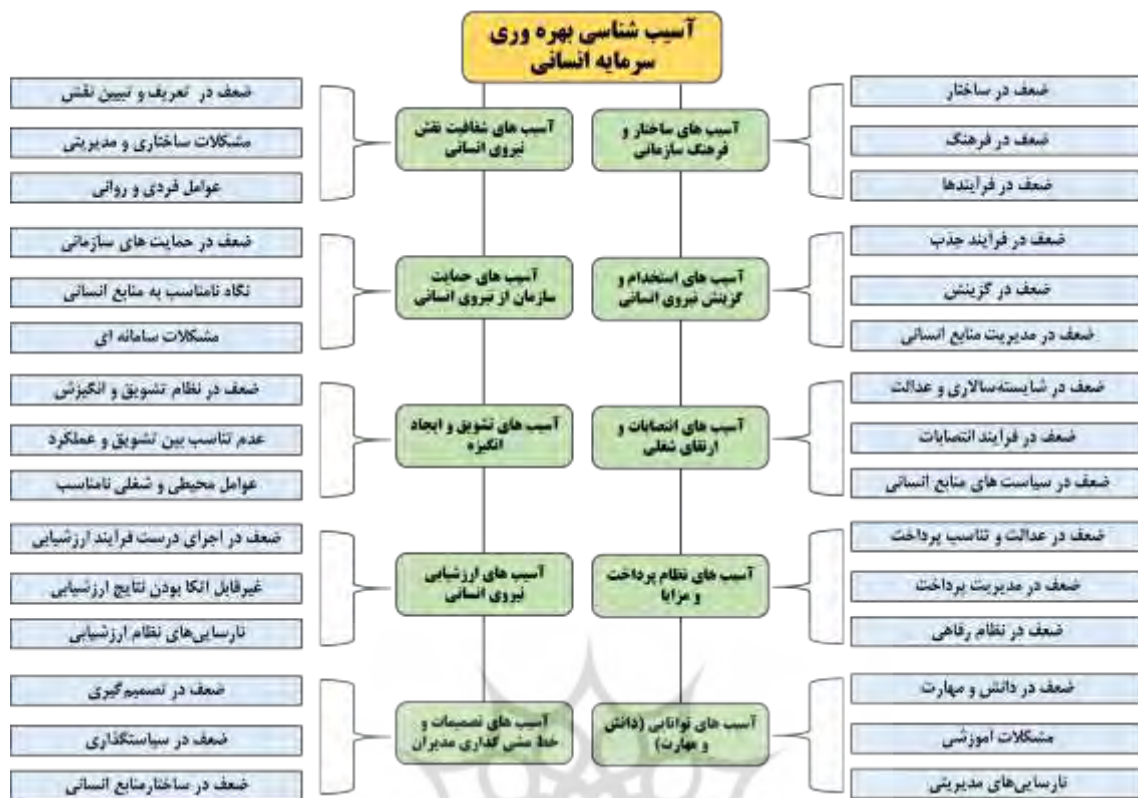 آسیب شناسی بهره وری
سرمایه انسانی
آسیب های ساختار و
فرهنگ سازمانی
ضعف در ساختار
ضعف در فرهنگ
ضعف در فرآیندها
آسیب های استخدام و
گزینش نیروی انسانی
ضعف در فرآیند جذب
ضعف در گزینش
ضعف در مدیریت منابع انسانی
آسیب های انتصابات و
ارتقای شغلی
ضعف در شایسته‌سالاری و عدالت
ضعف در فرآیند انتصابات
ضعف در سیاست های منابع انسانی
آسیب های نظام پرداخت
و مزایا
ضعف در عدالت و تناسب پرداخت
ضعف در مدیریت پرداخت
ضعف در نظام رفاهی
آسیب های توانایی (دانش
و مهارت)
ضعف در دانش و مهارت
مشکلات آموزشی
نارسایی‌های مدیریتی
آسیب های شفافیت نقش
نیروی انسانی
ضعف در تعریف و تبیین نقش
مشکلات ساختاری و مدیریتی
عوامل فردی و روانی
آسیب های حمایت
سازمان از نیروی انسانی
ضعف در حمایت های سازمانی
نگاه نامناسب به منابع انسانی
مشکلات سامانه ای
آسیب های تشویق و ایجاد
انگیزه
ضعف در نظام تشویق و انگیزش
عدم تناسب بین تشویق و عملکرد
عوامل محیطی و شغلی نامناسب
آسیب های ارزشیابی
نیروی انسانی
ضعف در اجرای درست فرآیند ارزشیابی
غیرقابل اتکا بودن نتایج ارزشیابی
نارسایی‌های نظام ارزشیابی
آسیب های تصمیمات و
خط مشی گذاری مدیران
ضعف در تصمیم‌گیری
ضعف در سیاستگذاری
ضعف در ساختارمنابع انسانی